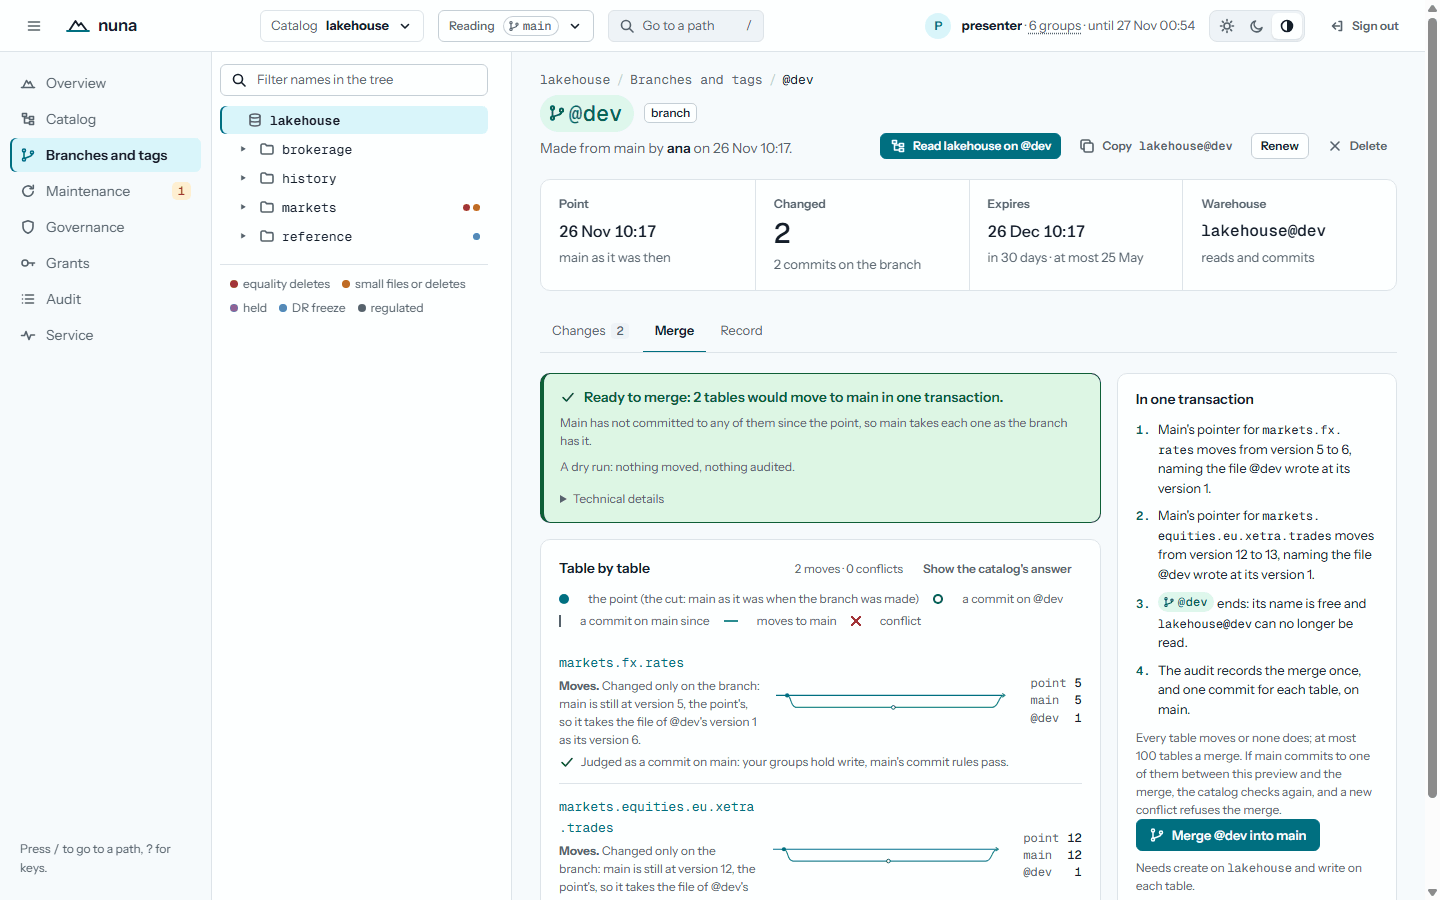 nuna
Catalog lakehouse
Reading main
Go to a path /
P
presenter · 6 groups · until 27 Nov 00:54
Sign out
Overview
Catalog
Branches and tags
Maintenance 1
Governance
Grants
Audit
Service
Press / to go to a path, ? for
keys.
Filter names in the tree
lakehouse
brokerage
history
markets
reference
equality deletes small files or deletes
held DR freeze regulated
lakehouse / Branches and tags / @dev
@dev branch
Made from main by ana on 26 Nov 10:17.
Read lakehouse on @dev
Copy lakehouse@dev
Renew
Delete
Point
26 Nov 10:17
main as it was then
Changed
2
2 commits on the branch
Expires
26 Dec 10:17
in 30 days · at most 25 May
Warehouse
lakehouse@dev
reads and commits
Changes 2
Merge
Record
Ready to merge: 2 tables would move to main in one transaction.
Main has not committed to any of them since the point, so main takes each one as the branch
has it.
A dry run: nothing moved, nothing audited.
Technical details
Table by table
2 moves · 0 conflicts
Show the catalog's answer
the point (the cut: main as it was when the branch was made) a commit on @dev
a commit on main since moves to main conflict
markets.fx.rates
Moves. Changed only on the branch:
main is still at version 5, the point's,
so it takes the file of @dev's version 1
as its version 6.
point 5
main 5
@dev 1
Judged as a commit on main: your groups hold write, main's commit rules pass.
markets.equities.eu.xetra
.trades
Moves. Changed only on the
branch: main is still at version 12, the
point's, so it takes the file of @dev's
point 12
main 12
@dev 1
In one transaction
1. Main's pointer for markets.fx.
rates moves from version 5 to 6,
naming the file @dev wrote at its
version 1.
2. Main's pointer for markets.
equities.eu.xetra.trades moves
from version 12 to 13, naming the file
@dev wrote at its version 1.
3. @dev ends: its name is free and
lakehouse@dev can no longer be
read.
4. The audit records the merge once,
and one commit for each table, on
main.
Every table moves or none does; at most
100 tables a merge. If main commits to one
of them between this preview and the
merge, the catalog checks again, and a new
conflict refuses the merge.
Merge @dev into main
Needs create on lakehouse and write on
each table.